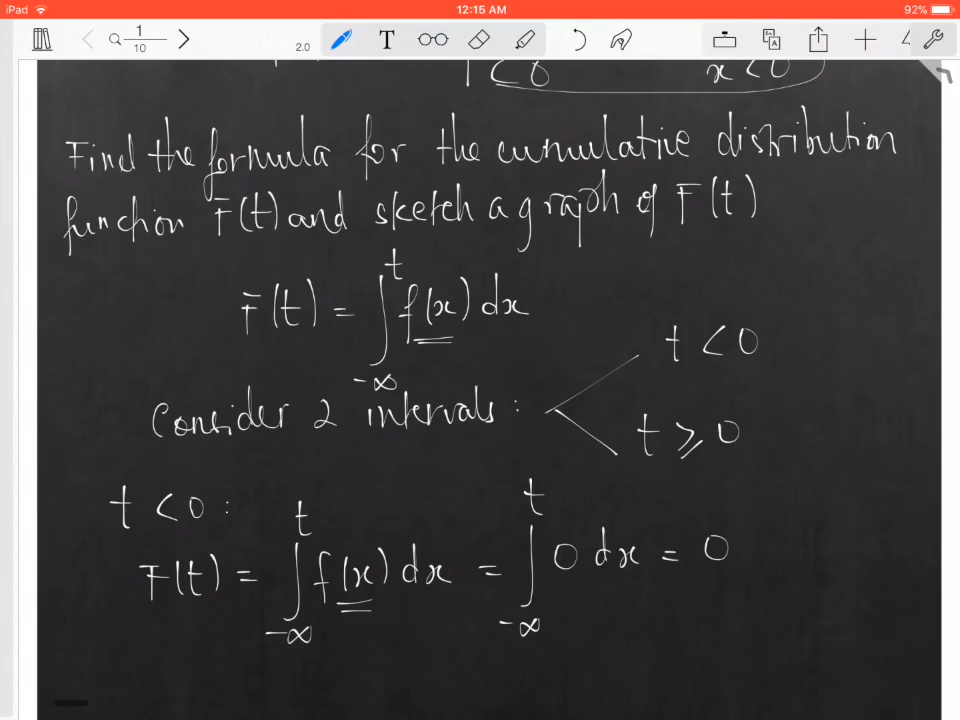 iPad 12:15 AM 92%
1
10
2.0
T
x < 0
Find the formula for the cumulative distribution
function F(t) and sketch a graph of F(t)
F(t) = ∫_{-∞}^{t} f(x) dx
t < 0
Consider 2 intervals :
t ⩾ 0
t < 0 :
F(t) = ∫_{-∞}^{t} f(x) dx = ∫_{-∞}^{t} 0 dx = 0